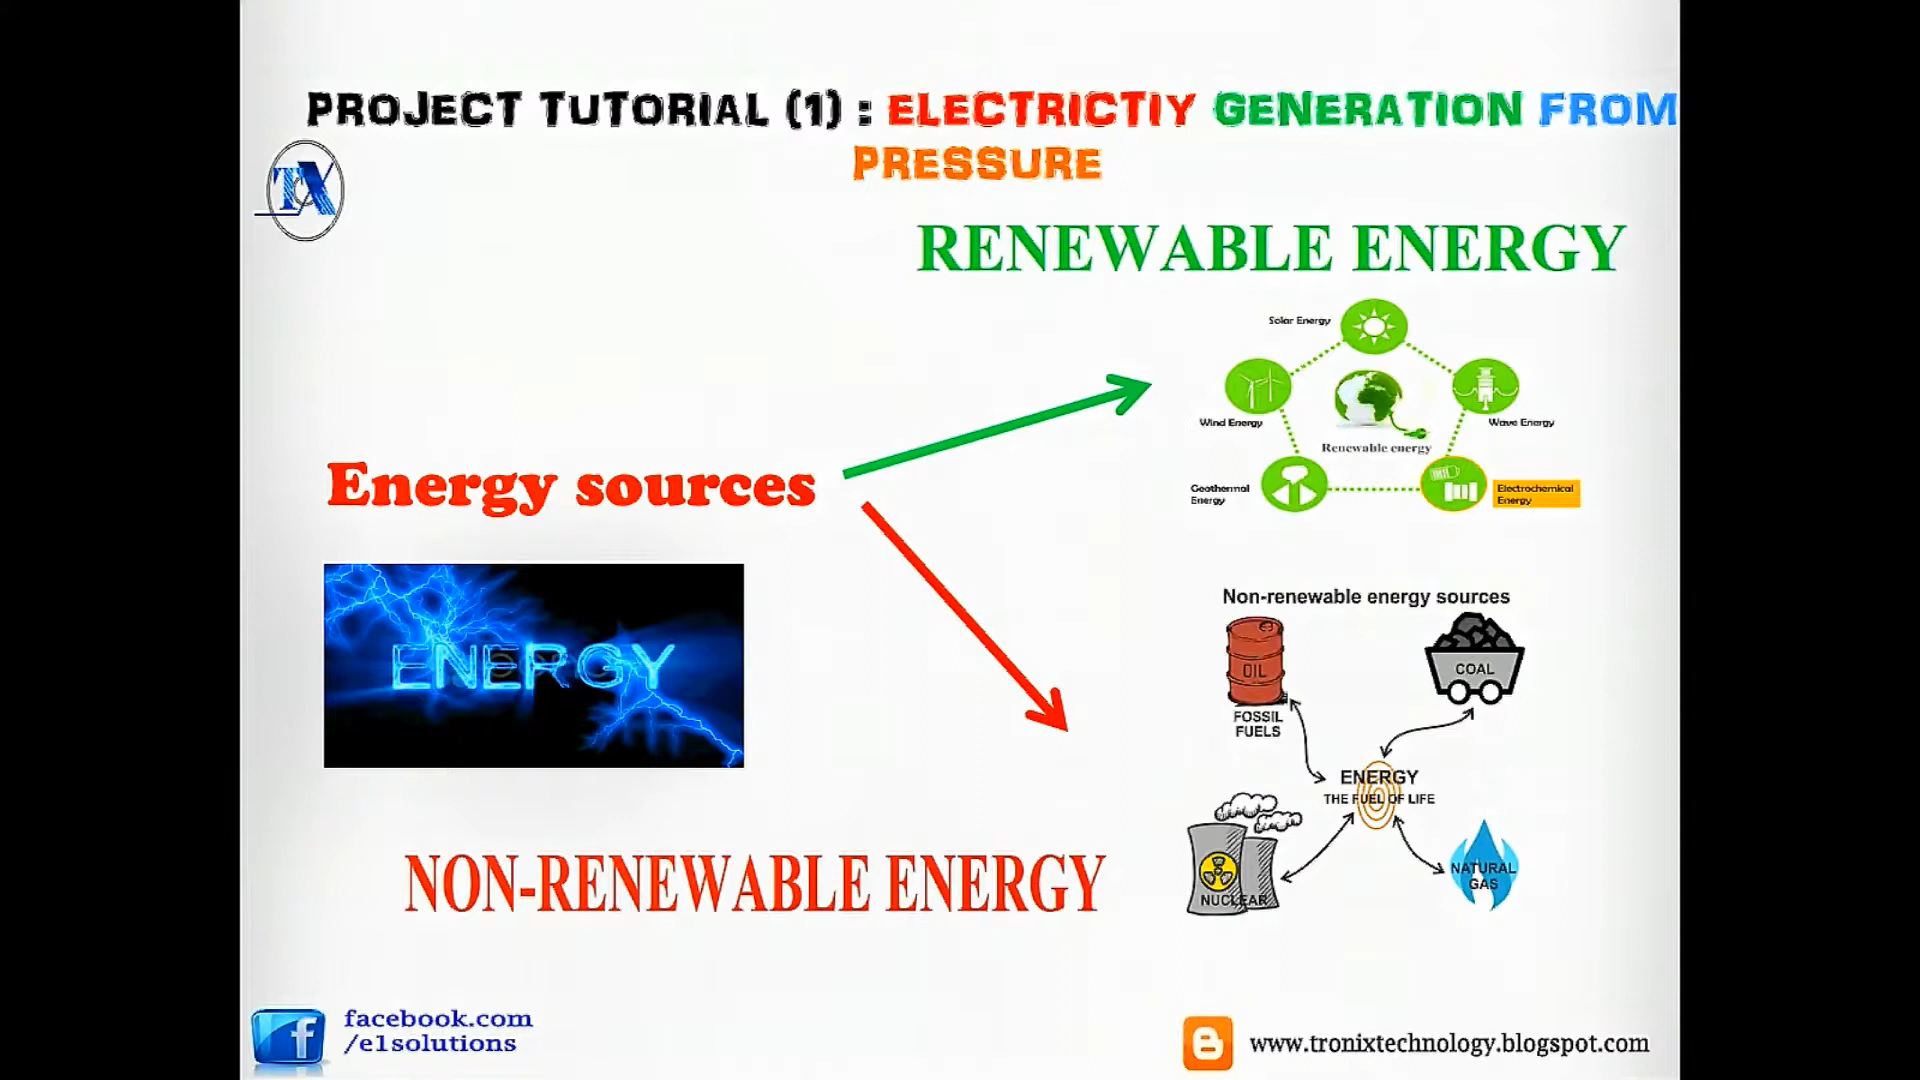 PROJECT TUTORIAL (1) : ELECTRICTIY GENERATION FROM
PRESSURE
TX
RENEWABLE ENERGY
Solar Energy
Wind Energy
Wave Energy
Renewable energy
Geothermal
Energy
Electrochemical
Energy
Energy sources
ENERGY
Non-renewable energy sources
OIL
COAL
FOSSIL
FUELS
ENERGY
THE FUEL OF LIFE
NUCLEAR
NATURAL
GAS
NON-RENEWABLE ENERGY
facebook.com
/e1solutions
www.tronixtechnology.blogspot.com